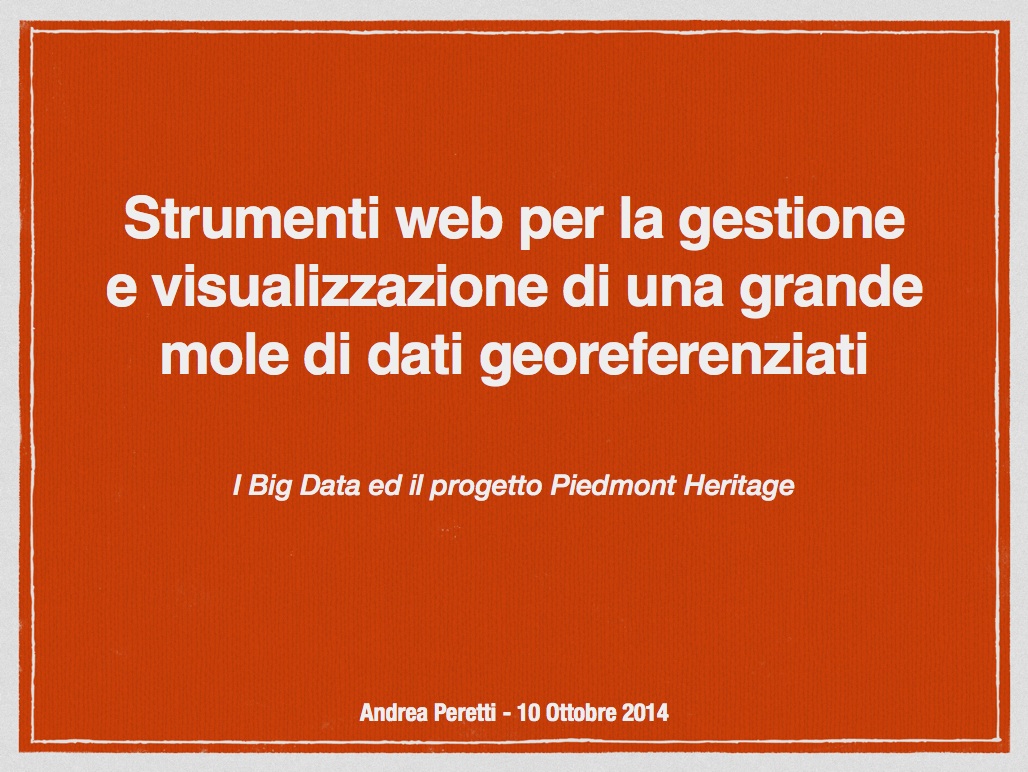 Strumenti web per la gestione
e visualizzazione di una grande
mole di dati georeferenziati
I Big Data ed il progetto Piedmont Heritage
Andrea Peretti - 10 Ottobre 2014